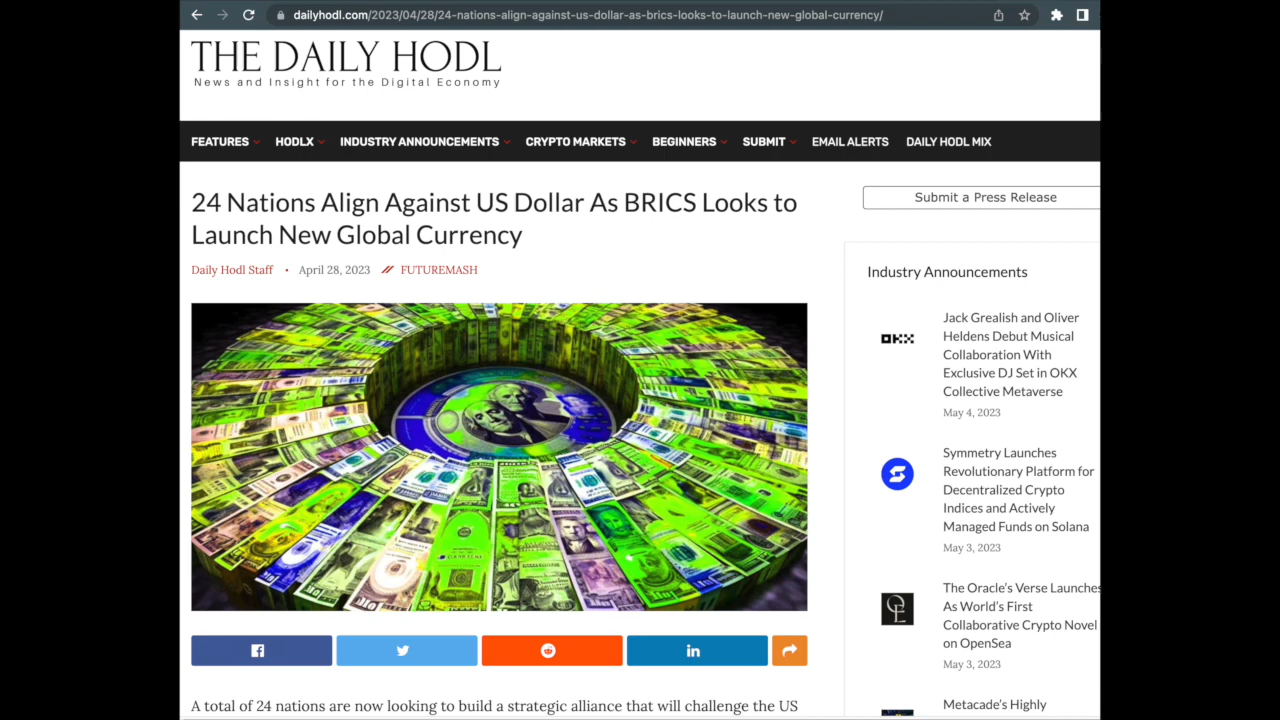 dailyhodl.com/2023/04/28/24-nations-align-against-us-dollar-as-brics-looks-to-launch-new-global-currency/
THE DAILY HODL
News and Insight for the Digital Economy
FEATURES HODLX INDUSTRY ANNOUNCEMENTS CRYPTO MARKETS BEGINNERS SUBMIT EMAIL ALERTS DAILY HODL MIX
24 Nations Align Against US Dollar As BRICS Looks to
Launch New Global Currency
Daily Hodl Staff • April 28, 2023 // FUTUREMASH
A total of 24 nations are now looking to build a strategic alliance that will challenge the US
Submit a Press Release
Industry Announcements
OKX
Jack Grealish and Oliver
Heldens Debut Musical
Collaboration With
Exclusive DJ Set in OKX
Collective Metaverse
May 4, 2023
Symmetry Launches
Revolutionary Platform for
Decentralized Crypto
Indices and Actively
Managed Funds on Solana
May 3, 2023
The Oracle's Verse Launches
As World's First
Collaborative Crypto Novel
on OpenSea
May 3, 2023
Metacade's Highly